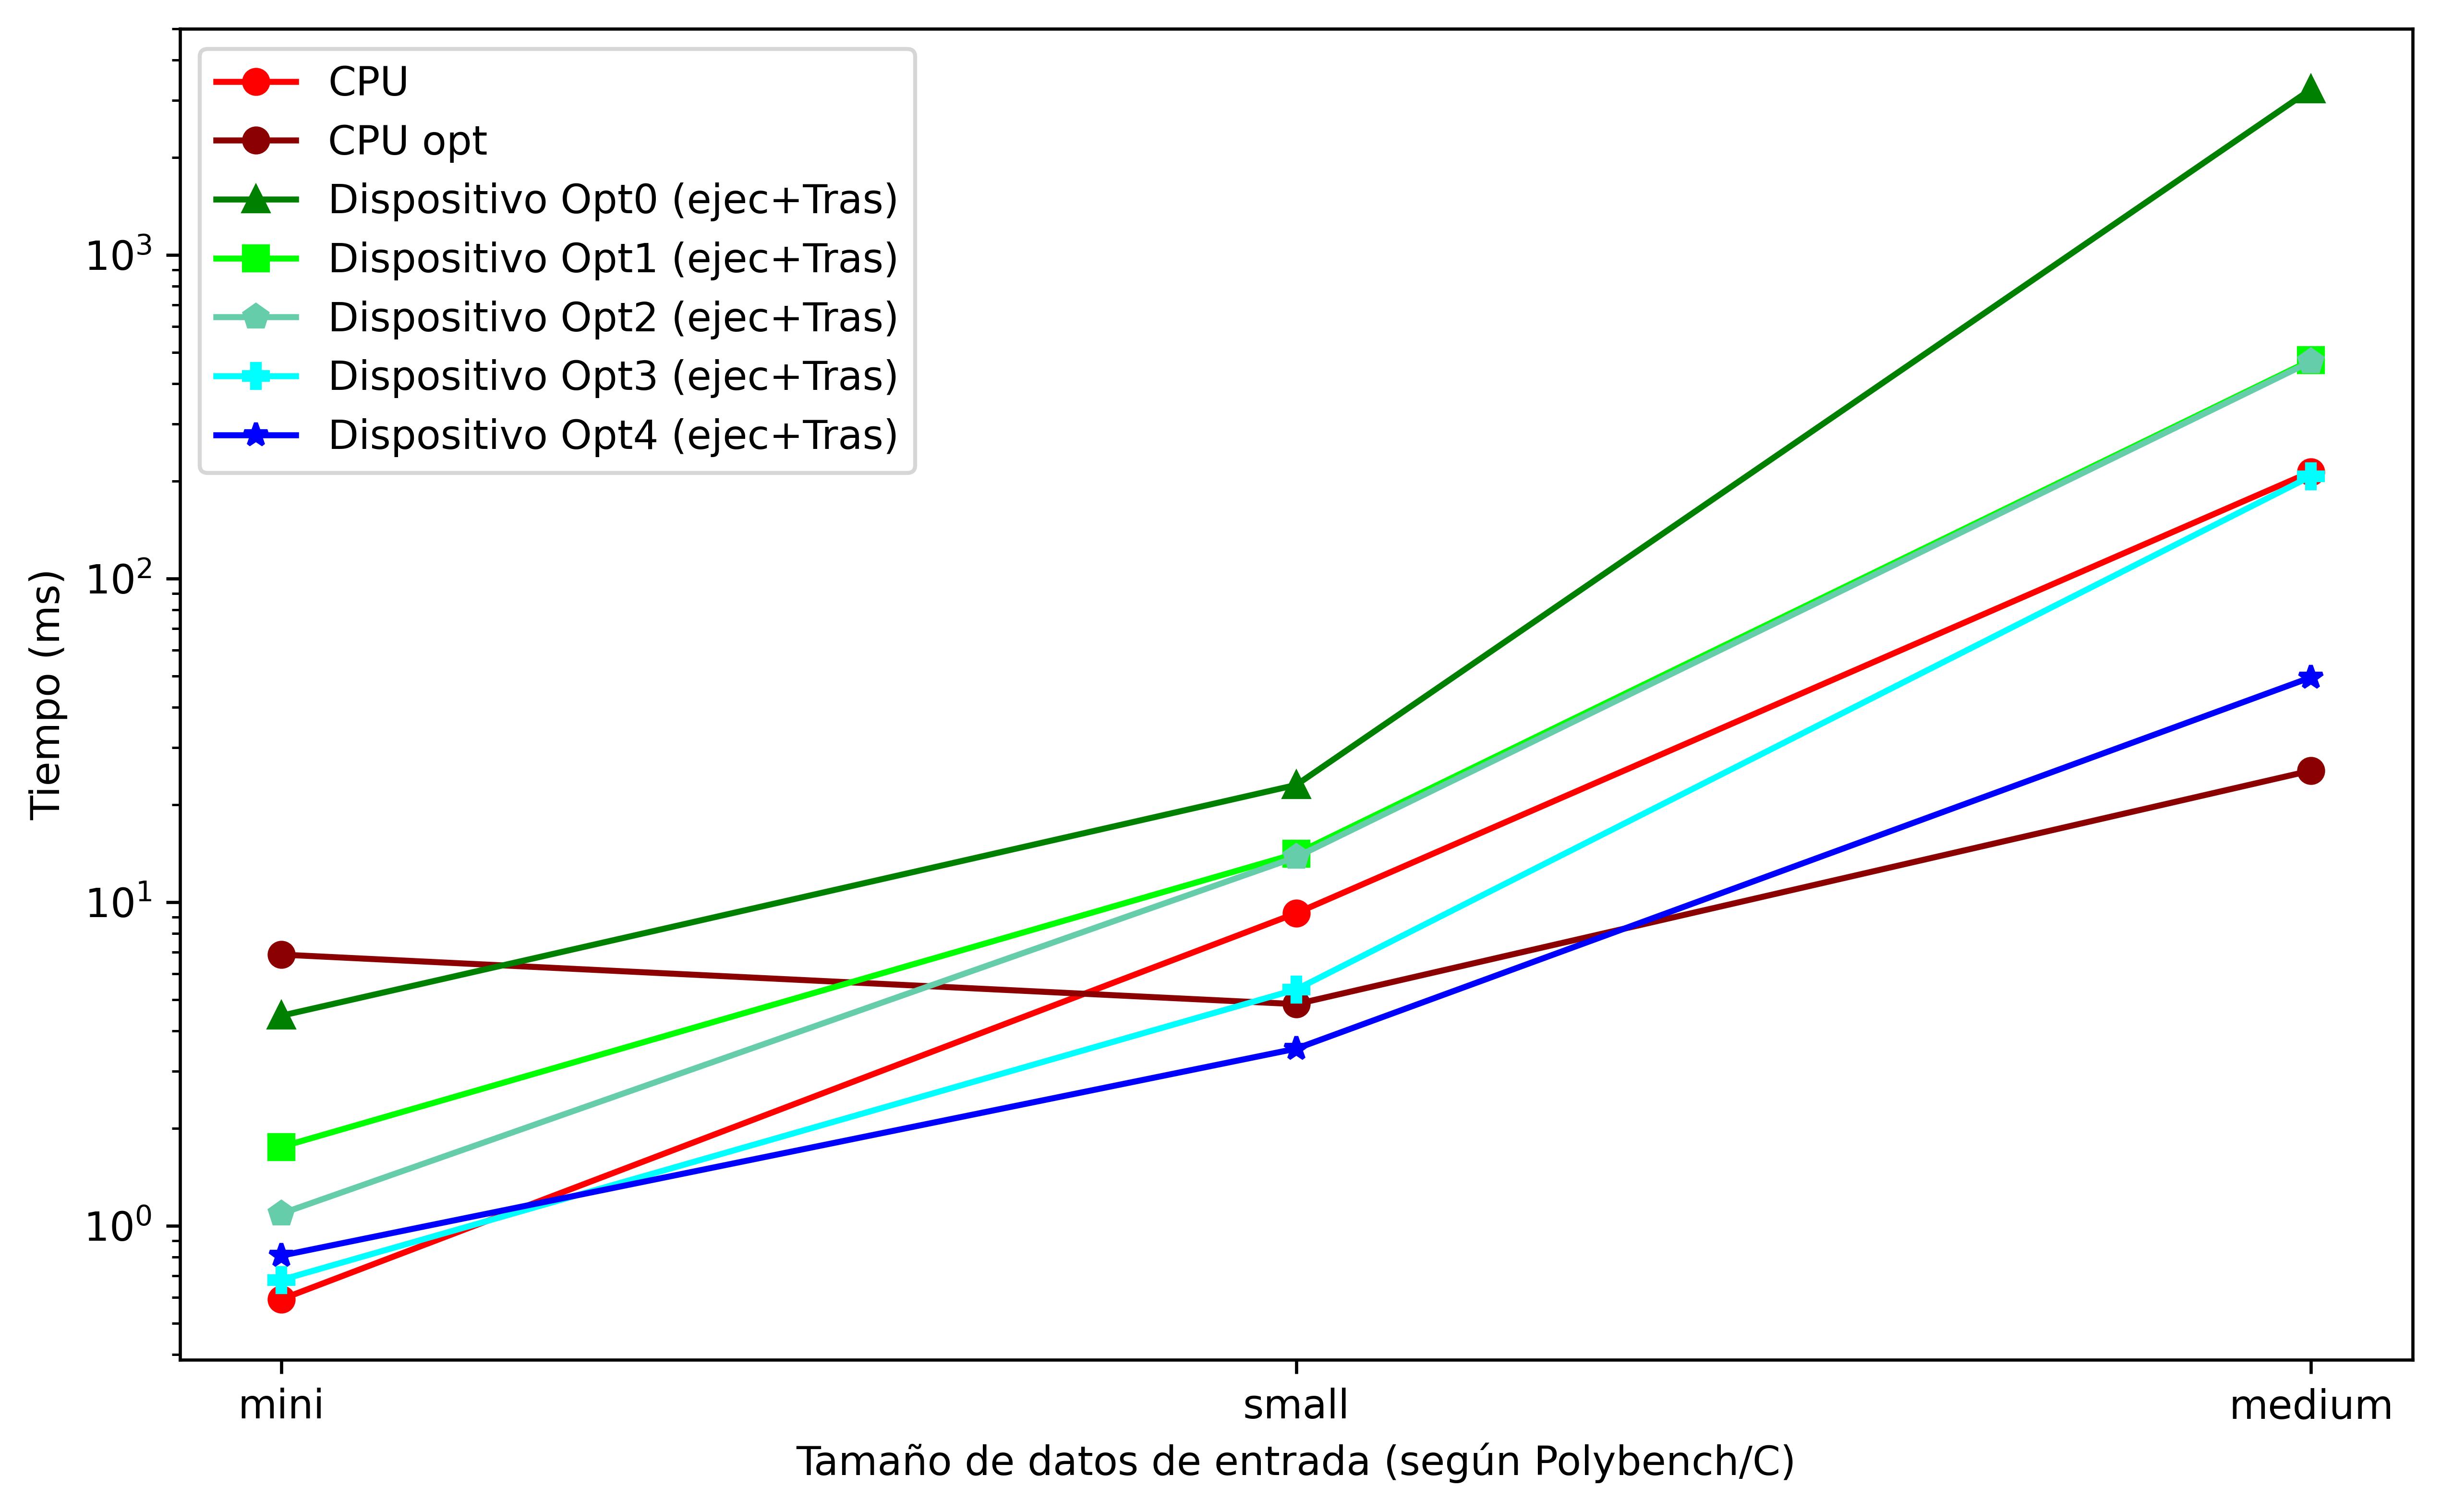 CPU
CPU opt
Dispositivo Opt0 (ejec+Tras)
Dispositivo Opt1 (ejec+Tras)
Dispositivo Opt2 (ejec+Tras)
Dispositivo Opt3 (ejec+Tras)
Dispositivo Opt4 (ejec+Tras)
10³
10²
10¹
10⁰
Tiempo (ms)
mini small medium
Tamaño de datos de entrada (según Polybench/C)